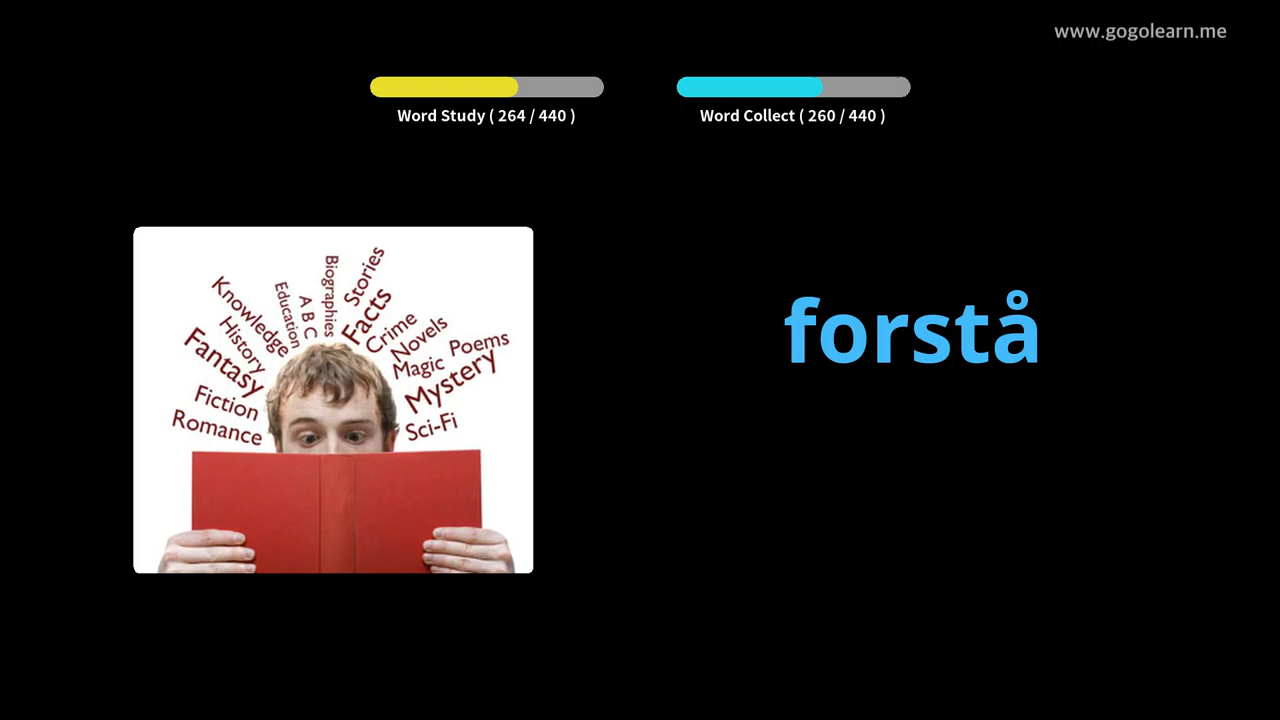 www.gogolearn.me
Word Study ( 264 / 440 )
Word Collect ( 260 / 440 )
Biographies
Stories
Education
A B C
Facts
Knowledge
Crime
History
Novels
Poems
Fantasy
Magic
Mystery
Fiction
Romance
Sci-Fi
forstå